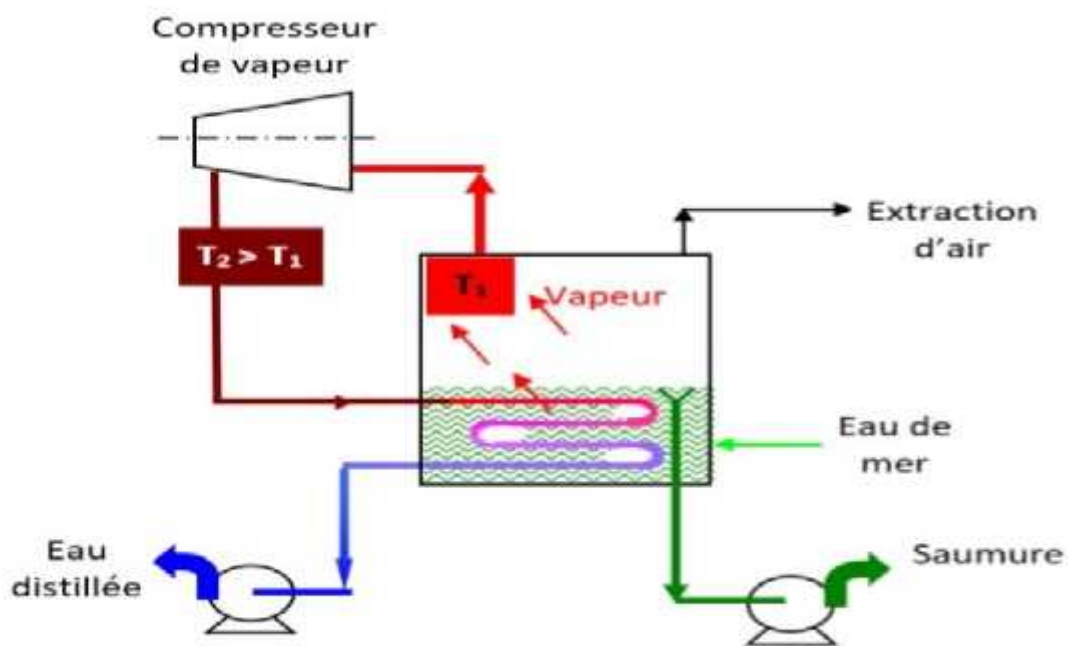 Compresseur
de vapeur
T₂ > T₁
T₁
Vapeur
Extraction
d'air
Eau de
mer
Eau
distillée
Saumure